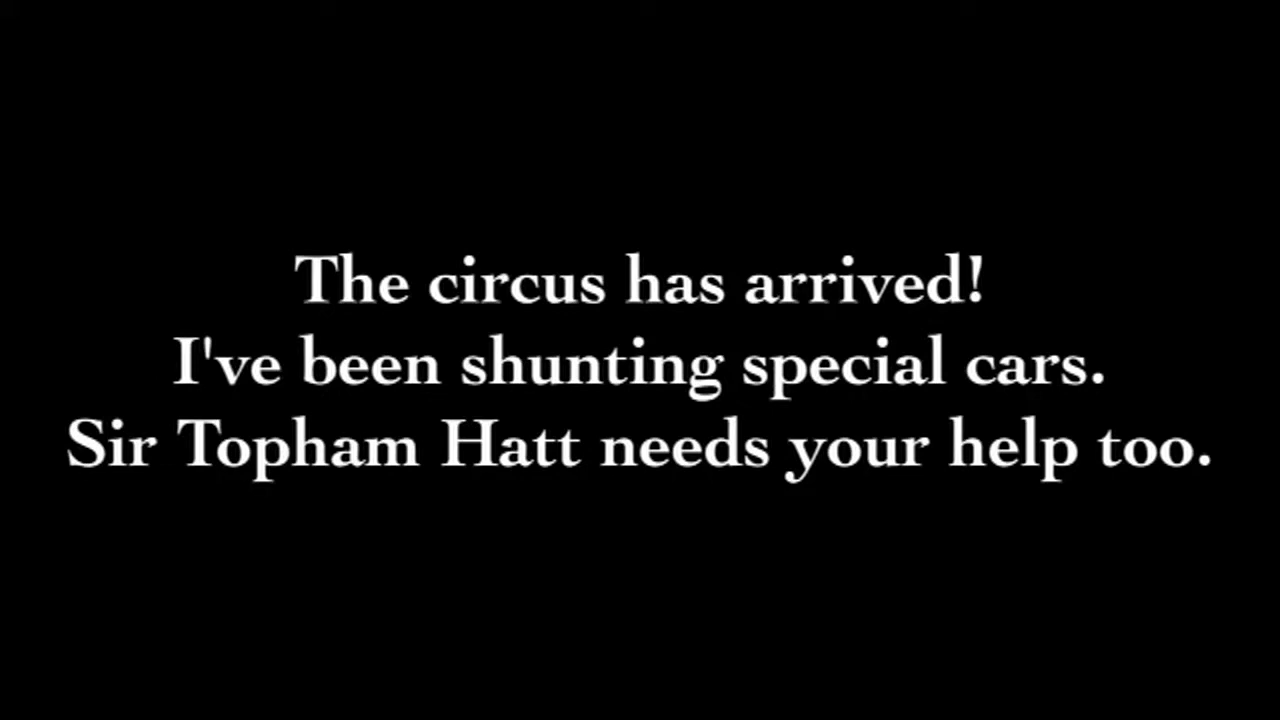 The circus has arrived!
I've been shunting special cars.
Sir Topham Hatt needs your help too.